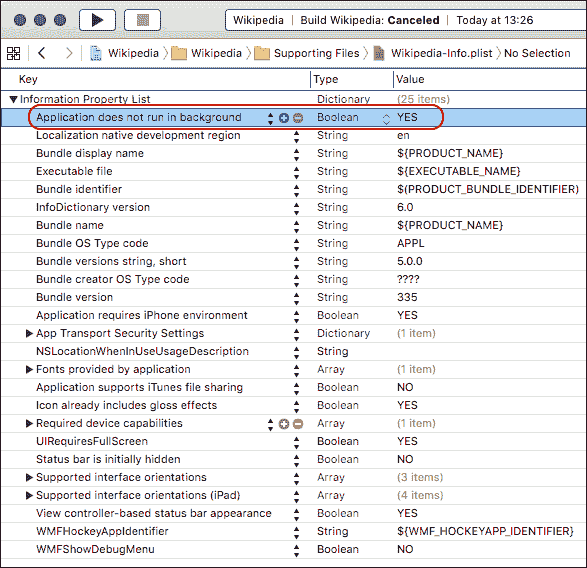 Wikipedia | Build Wikipedia: Canceled | Today at 13:26
Wikipedia > Wikipedia > Supporting Files > Wikipedia-Info.plist > No Selection
Key Type Value
Information Property List Dictionary (25 items)
Application does not run in background Boolean YES
Localization native development region String en
Bundle display name String ${PRODUCT_NAME}
Executable file String ${EXECUTABLE_NAME}
Bundle identifier String $(PRODUCT_BUNDLE_IDENTIFIER)
InfoDictionary version String 6.0
Bundle name String ${PRODUCT_NAME}
Bundle OS Type code String APPL
Bundle versions string, short String 5.0.0
Bundle creator OS Type code String ????
Bundle version String 335
Application requires iPhone environment Boolean YES
App Transport Security Settings Dictionary (1 item)
NSLocationWhenInUseUsageDescription String
Fonts provided by application Array (1 item)
Application supports iTunes file sharing Boolean NO
Icon already includes gloss effects Boolean YES
Required device capabilities Array (1 item)
UIRequiresFullScreen Boolean YES
Status bar is initially hidden Boolean NO
Supported interface orientations Array (3 items)
Supported interface orientations (iPad) Array (4 items)
View controller-based status bar appearance Boolean YES
WMFHockeyAppIdentifier String ${WMF_HOCKEYAPP_IDENTIFIER}
WMFShowDebugMenu Boolean NO